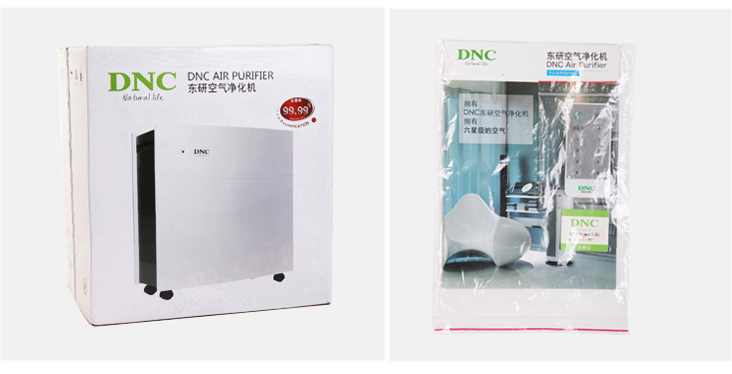 DNC
Natural life
DNC AIR PURIFIER
东研空气净化机
99.99
DNC
DNC
Natural life
东研空气净化机
DNC Air Purifier
拥有
DNC东研空气净化机
拥有
六星级的空气
DNC
DNC